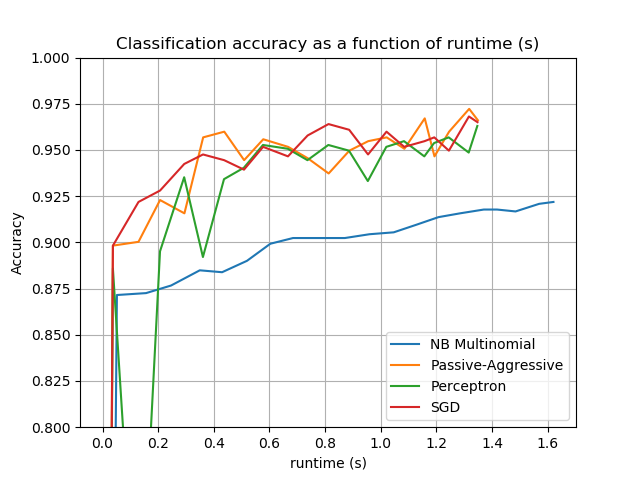 Classification accuracy as a function of runtime (s)
1.000
0.975
0.950
0.925
0.900
0.875
0.850
0.825
0.800
Accuracy
0.0 0.2 0.4 0.6 0.8 1.0 1.2 1.4 1.6
runtime (s)
NB Multinomial
Passive-Aggressive
Perceptron
SGD